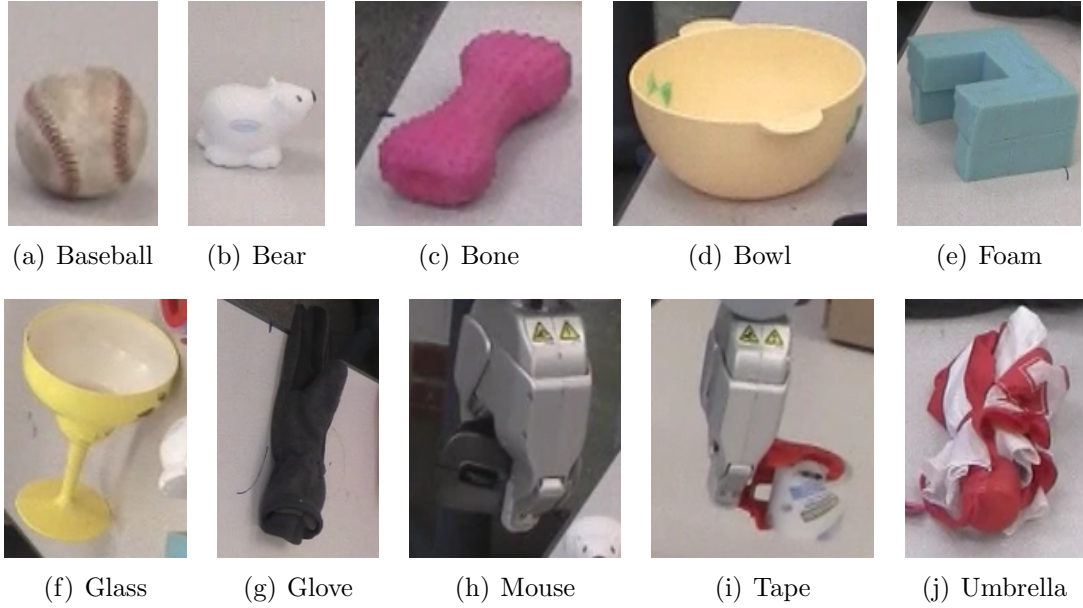 (a) Baseball
(b) Bear
(c) Bone
(d) Bowl
(e) Foam
(f) Glass
(g) Glove
(h) Mouse
(i) Tape
(j) Umbrella